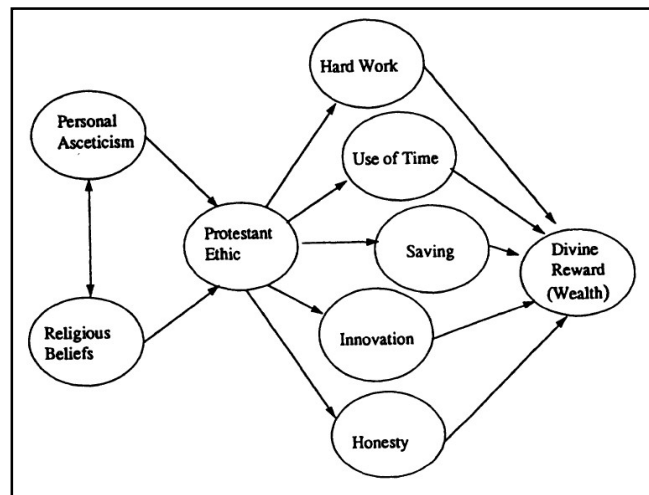 Hard Work
Personal
Asceticism
Use of Time
Protestant
Ethic
Saving
Divine
Reward
(Wealth)
Religious
Beliefs
Innovation
Honesty